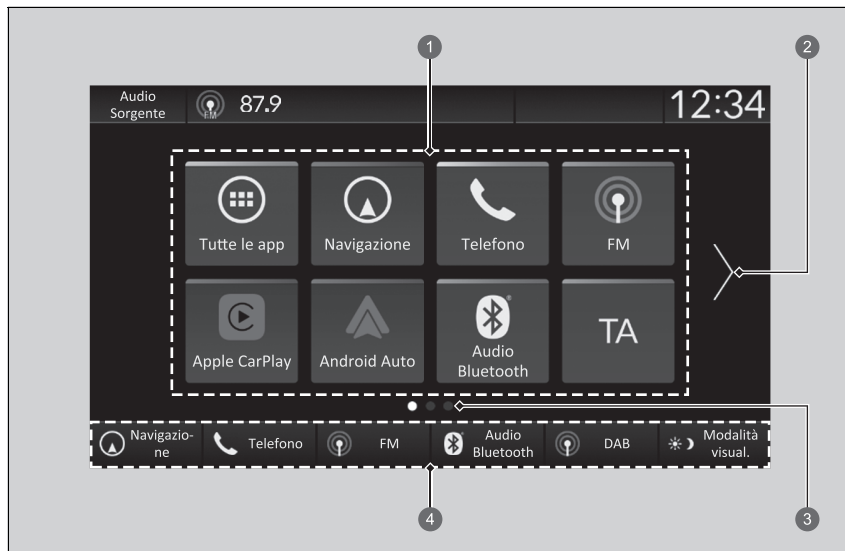 1
2
Audio
Sorgente
FM
87.9
12:34
Tutte le app
Navigazione
Telefono
FM
Apple CarPlay
Android Auto
Audio
Bluetooth
TA
Navigazio-
ne
Telefono
FM
Audio
Bluetooth
DAB
Modalità
visual.
4
3